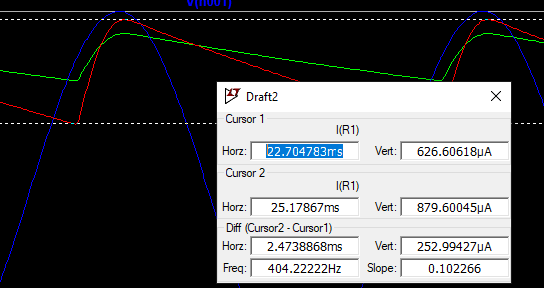 V(n001)
Draft2
Cursor 1
I(R1)
Horz: 22.704783ms Vert: 626.60618µA
Cursor 2
I(R1)
Horz: 25.17867ms Vert: 879.60045µA
Diff (Cursor2 - Cursor1)
Horz: 2.4738868ms Vert: 252.99427µA
Freq: 404.22222Hz Slope: 0.102266